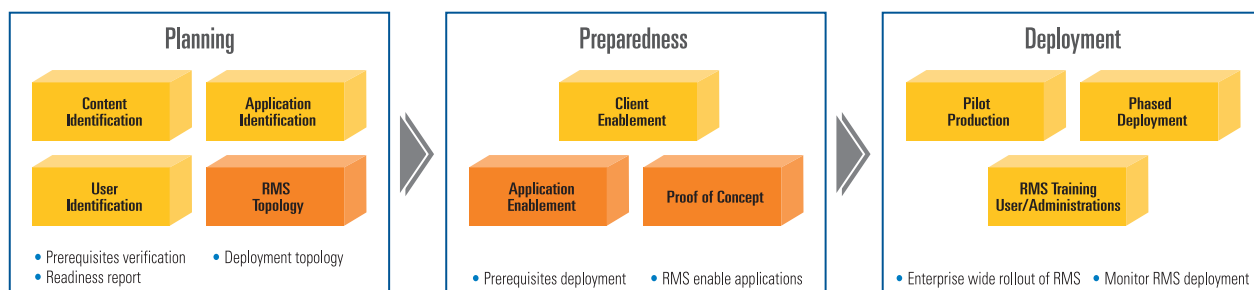 Planning
Content
Identification
Application
Identification
User
Identification
RMS
Topology
• Prerequisites verification
• Readiness report
• Deployment topology
Preparedness
Client
Enablement
Application
Enablement
Proof of Concept
• Prerequisites deployment
• RMS enable applications
Deployment
Pilot
Production
Phased
Deployment
RMS Training
User/Administrations
• Enterprise wide rollout of RMS
• Monitor RMS deployment